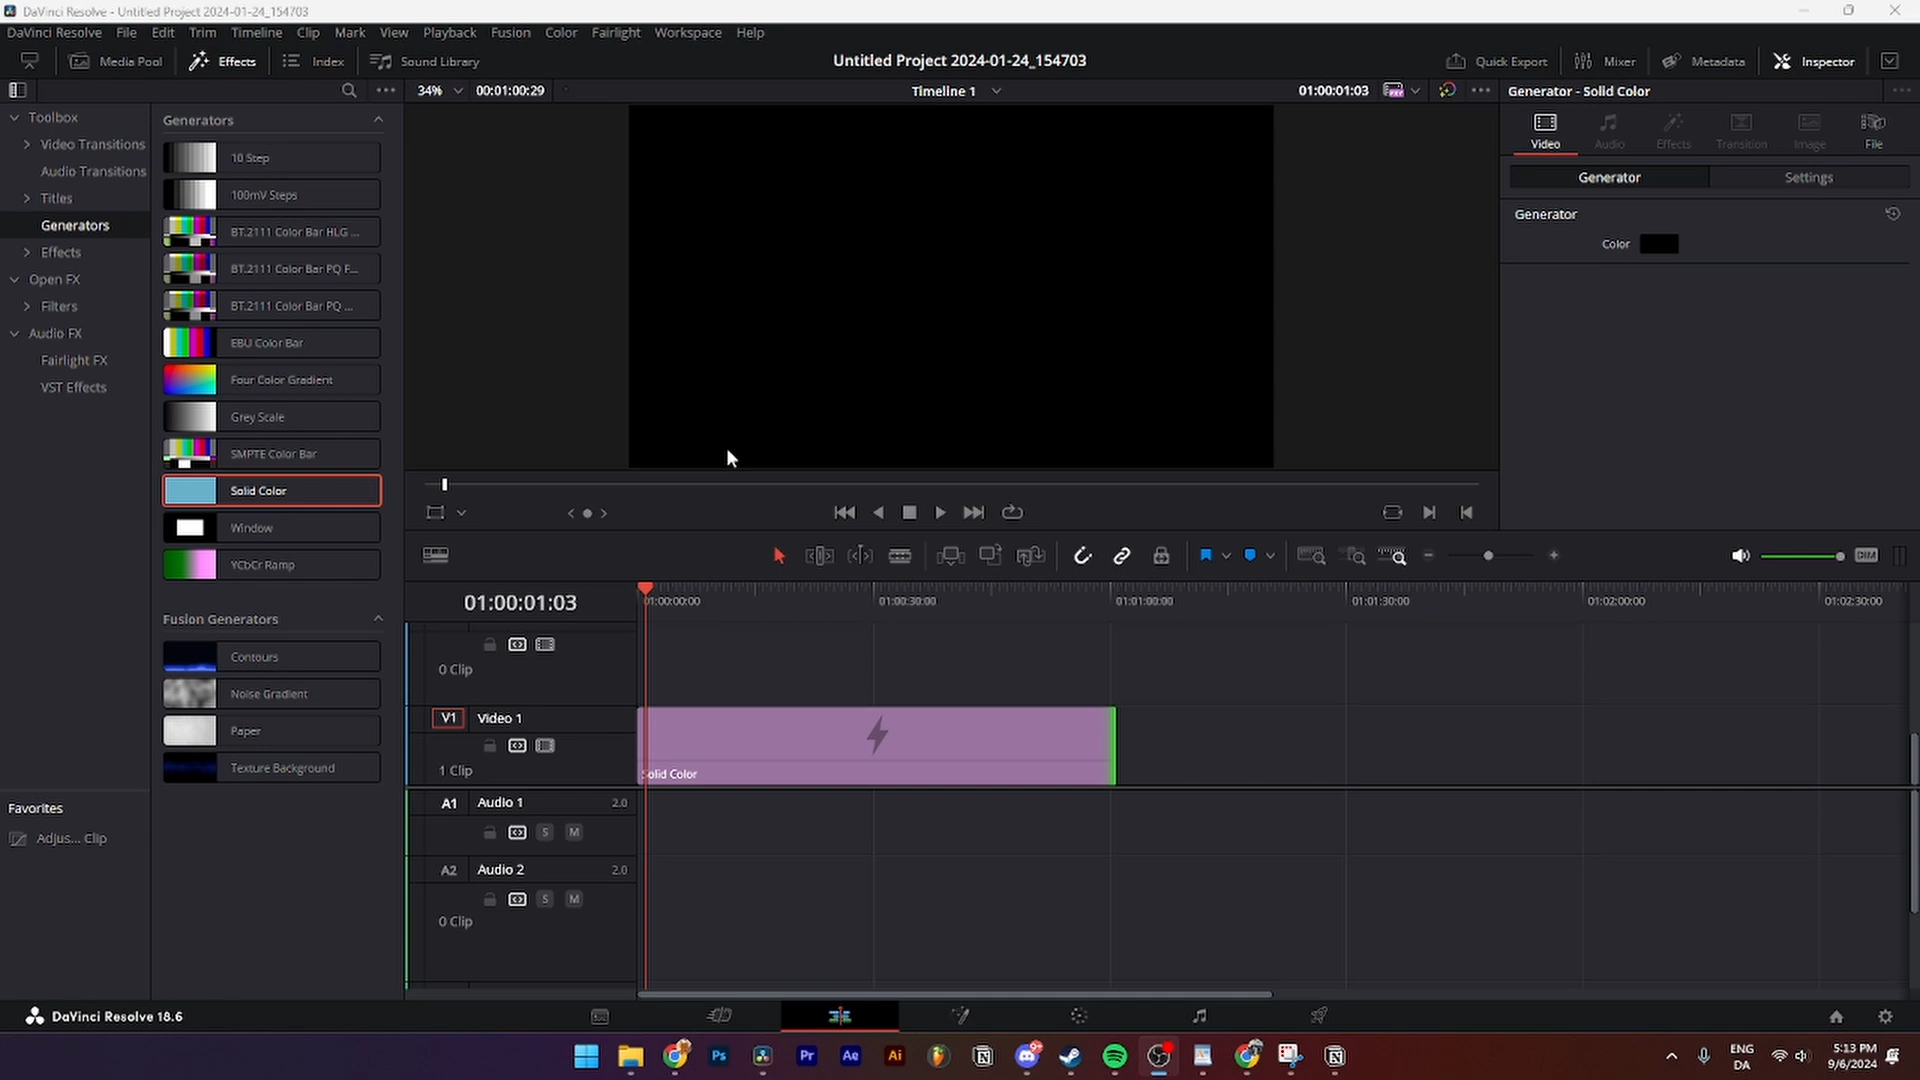 DaVinci Resolve - Untitled Project 2024-01-24_154703
DaVinci Resolve File Edit Trim Timeline Clip Mark View Playback Fusion Color Fairlight Workspace Help
Media Pool Effects Index Sound Library Untitled Project 2024-01-24_154703 Quick Export Mixer Metadata Inspector
34% 00:01:00:29 Timeline 1 01:00:01:03 Generator - Solid Color
Toolbox
Video Transitions
Audio Transitions
Titles
Generators
Effects
Open FX
Filters
Audio FX
Fairlight FX
VST Effects
Favorites
Adjus... Clip
Generators
10 Step
100mV Steps
BT.2111 Color Bar HLG ...
BT.2111 Color Bar PQ F...
BT.2111 Color Bar PQ ...
EBU Color Bar
Four Color Gradient
Grey Scale
SMPTE Color Bar
Solid Color
Window
YCbCr Ramp
Fusion Generators
Contours
Noise Gradient
Paper
Texture Background
Video Audio Effects Transition Image File
Generator Settings
Generator
Color
DIM
01:00:01:03 01:00:00:00 01:00:30:00 01:01:00:00 01:01:30:00 01:02:00:00 01:02:30:00
0 Clip
V1 Video 1
1 Clip
Solid Color
A1 Audio 1 2.0
S M
A2 Audio 2 2.0
S M
0 Clip
DaVinci Resolve 18.6
Ps Pr Ae Ai
ENG
DA
5:13 PM
9/6/2024